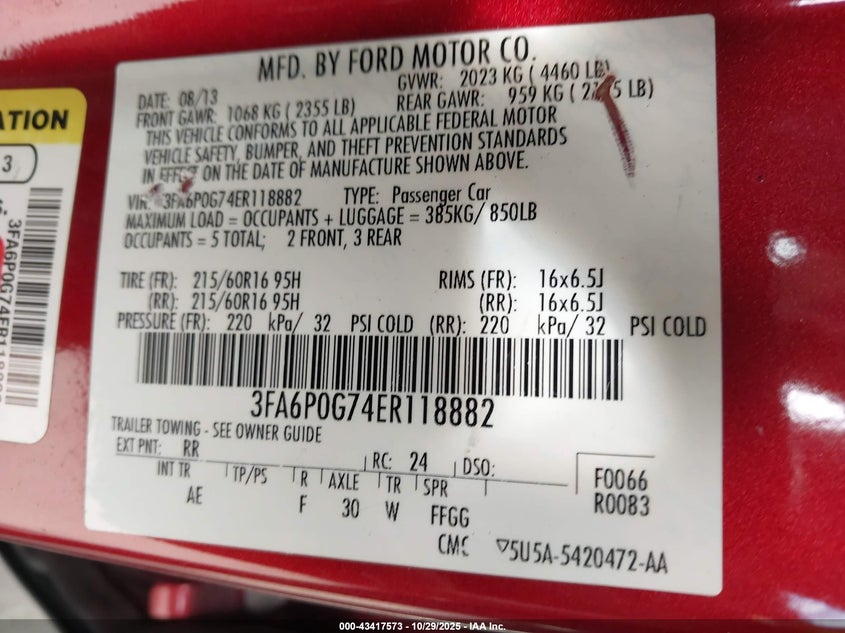 MFD. BY FORD MOTOR CO.
DATE: 08/13 GVWR: 2023 KG ( 4460 LB)
FRONT GAWR: 1068 KG ( 2355 LB) REAR GAWR: 959 KG ( LB)
THIS VEHICLE CONFORMS TO ALL APPLICABLE FEDERAL MOTOR
VEHICLE SAFETY, BUMPER, AND THEFT PREVENTION STANDARDS
IN EFFECT ON THE DATE OF MANUFACTURE SHOWN ABOVE.
VIN: 3FA6P0G74ER118882 TYPE: Passenger Car
MAXIMUM LOAD = OCCUPANTS + LUGGAGE = 385KG/ 850LB
OCCUPANTS = 5 TOTAL; 2 FRONT, 3 REAR
TIRE (FR): 215/60R16 95H RIMS (FR): 16x6.5J
(RR): 215/60R16 95H (RR): 16x6.5J
PRESSURE (FR): 220 kPa/ 32 PSI COLD (RR): 220 kPa/ 32 PSI COLD
3FA6P0G74ER118882
TRAILER TOWING - SEE OWNER GUIDE
EXT PNT: RR RC: 24 DSO:
INT TR TP/PS R AXLE TR SPR
AE F 30 W FFGG
F0066
R0083
CMC ▽5U5A-5420472-AA
ATION
3
3FA6P0G74ER118882
000-43417573 | 10/29/2025 - IAA Inc.